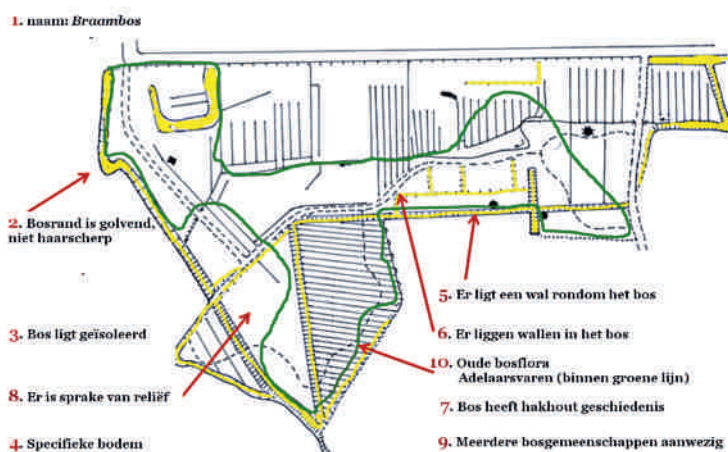 1. naam: Braambos
2. Bosrand is golvend,
niet haarscherp
3. Bos ligt geïsoleerd
8. Er is sprake van reliëf
4. Specifieke bodem
5. Er ligt een wal rondom het bos
6. Er liggen wallen in het bos
10. Oude bosflora
Adelaarsvaren (binnen groene lijn)
7. Bos heeft hakhout geschiedenis
9. Meerdere bosgemeenschappen aanwezig